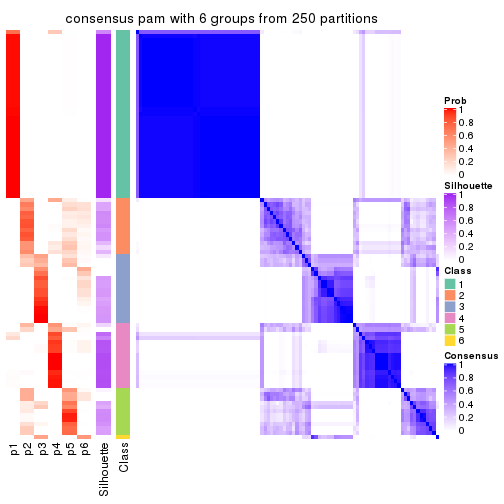 consensus pam with 6 groups from 250 partitions
Prob
1
0.8
0.6
0.4
0.2
0
Silhouette
1
0.8
0.6
0.4
0.2
0
Class
1
2
3
4
5
6
Consensus
1
0.8
0.6
0.4
0.2
0
p1
p2
p3
p4
p5
p6
Silhouette
Class